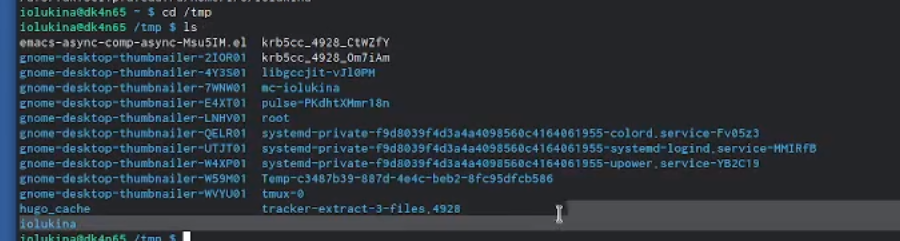 iolukina@dk4n65 ~ $ cd /tmp
iolukina@dk4n65 /tmp $ ls
emacs-async-comp-async-Msu5IM.el krb5cc_4928_CtWZfY
gnome-desktop-thumbnailer-2IOR01 krb5cc_4928_Om7iAm
gnome-desktop-thumbnailer-4Y3S01 libgccjit-vJl0PM
gnome-desktop-thumbnailer-7WNW01 mc-iolukina
gnome-desktop-thumbnailer-E4XT01 pulse-PKdhtXMmr18n
gnome-desktop-thumbnailer-LNHV01 root
gnome-desktop-thumbnailer-QELR01 systemd-private-f9d8039f4d3a4a4098560c4164061955-colord.service-Fv05z3
gnome-desktop-thumbnailer-UTJT01 systemd-private-f9d8039f4d3a4a4098560c4164061955-systemd-logind.service-MMIRfB
gnome-desktop-thumbnailer-W4XP01 systemd-private-f9d8039f4d3a4a4098560c4164061955-upower.service-YB2C19
gnome-desktop-thumbnailer-W59M01 Temp-c3487b39-887d-4e4c-beb2-8fc95dfcb586
gnome-desktop-thumbnailer-WVYU01 tmux-0
hugo_cache tracker-extract-3-files.4928
iolukina
iolukina@dk4n65 /tmp $